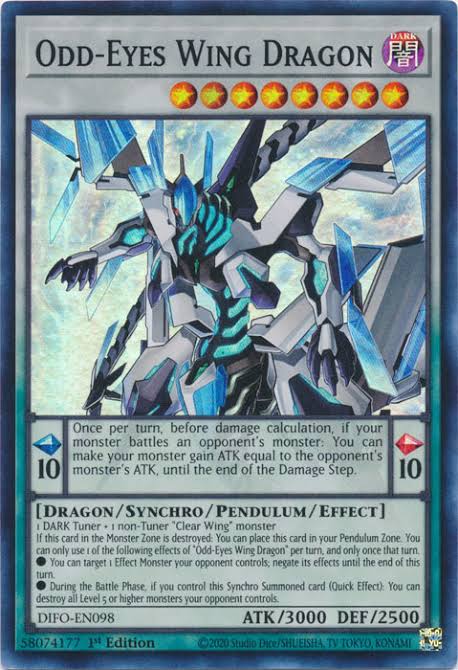 Odd-Eyes Wing Dragon
DARK
闇
Once per turn, before damage calculation, if your
monster battles an opponent's monster: You can
make your monster gain ATK equal to the opponent's
monster's ATK, until the end of the Damage Step.
10
10
[Dragon/Synchro/Pendulum/Effect]
1 DARK Tuner + 1 non-Tuner "Clear Wing" monster
If this card in the Monster Zone is destroyed: You can place this card in your Pendulum Zone. You
can only use 1 of the following effects of "Odd-Eyes Wing Dragon" per turn, and only once that turn.
● You can target 1 Effect Monster your opponent controls; negate its effects until the end of this
turn.
● During the Battle Phase, if you control this Synchro Summoned card (Quick Effect): You can
destroy all Level 5 or higher monsters your opponent controls.
DIFO-EN098
ATK/3000 DEF/2500
58074177
1st Edition
©2020 Studio Dice/SHUEISHA, TV TOKYO, KONAMI